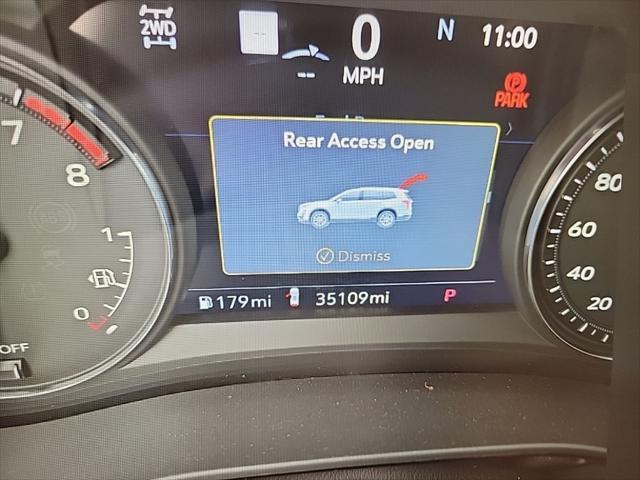 2WD
--
0
N
11:00
--
MPH
PARK
Rear Access Open
Dismiss
179mi
35109mi
P
7
8
1
0
OFF
80
60
40
20